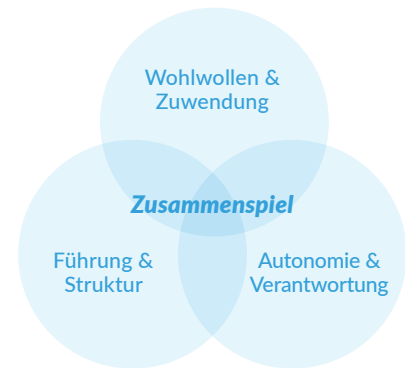 Wohlwollen &
Zuwendung
Zusammenspiel
Führung &
Struktur
Autonomie &
Verantwortung